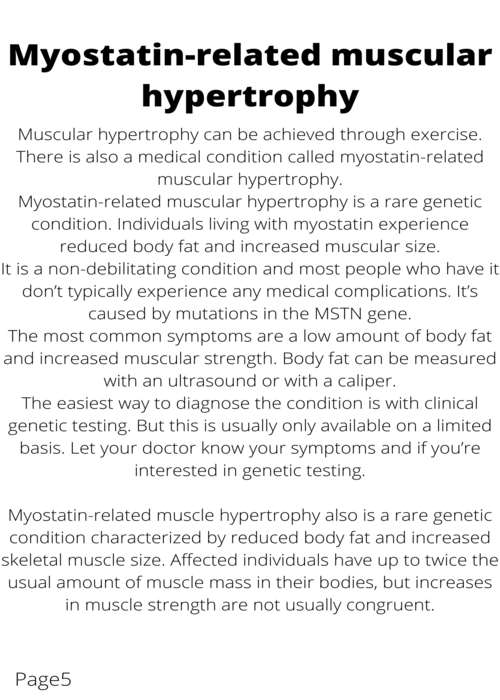 Myostatin-related muscular
hypertrophy
Muscular hypertrophy can be achieved through exercise.
There is also a medical condition called myostatin-related
muscular hypertrophy.
Myostatin-related muscular hypertrophy is a rare genetic
condition. Individuals living with myostatin experience
reduced body fat and increased muscular size.
It is a non-debilitating condition and most people who have it
don’t typically experience any medical complications. It’s
caused by mutations in the MSTN gene.
The most common symptoms are a low amount of body fat
and increased muscular strength. Body fat can be measured
with an ultrasound or with a caliper.
The easiest way to diagnose the condition is with clinical
genetic testing. But this is usually only available on a limited
basis. Let your doctor know your symptoms and if you’re
interested in genetic testing.
Myostatin-related muscle hypertrophy also is a rare genetic
condition characterized by reduced body fat and increased
skeletal muscle size. Affected individuals have up to twice the
usual amount of muscle mass in their bodies, but increases
in muscle strength are not usually congruent.
Page5